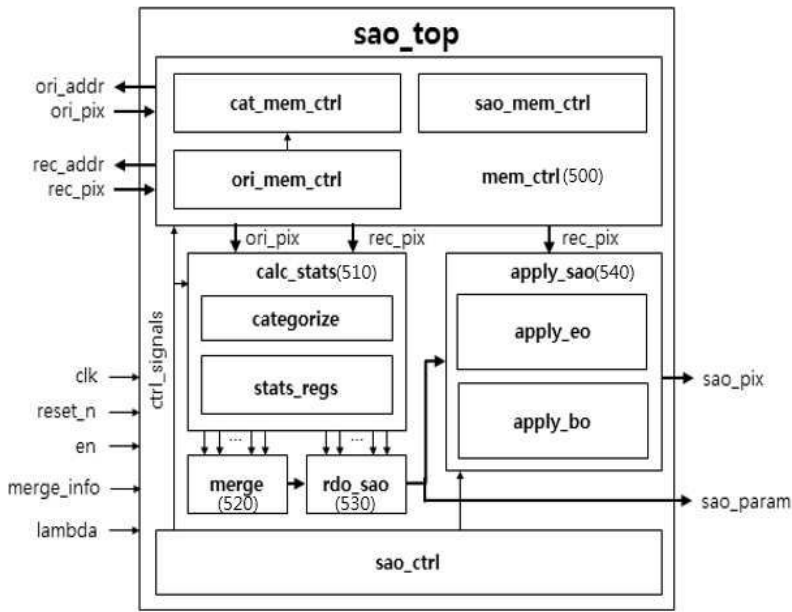 sao_top
ori_addr
ori_pix
cat_mem_ctrl
sao_mem_ctrl
rec_addr
rec_pix
ori_mem_ctrl
mem_ctrl(500)
ori_pix
rec_pix
rec_pix
calc_stats(510)
apply_sao(540)
categorize
apply_eo
ctrl_signals
stats_regs
clk
sao_pix
reset_n
apply_bo
en
...
...
merge_info
merge
(520)
rdo_sao
(530)
sao_param
lambda
sao_ctrl